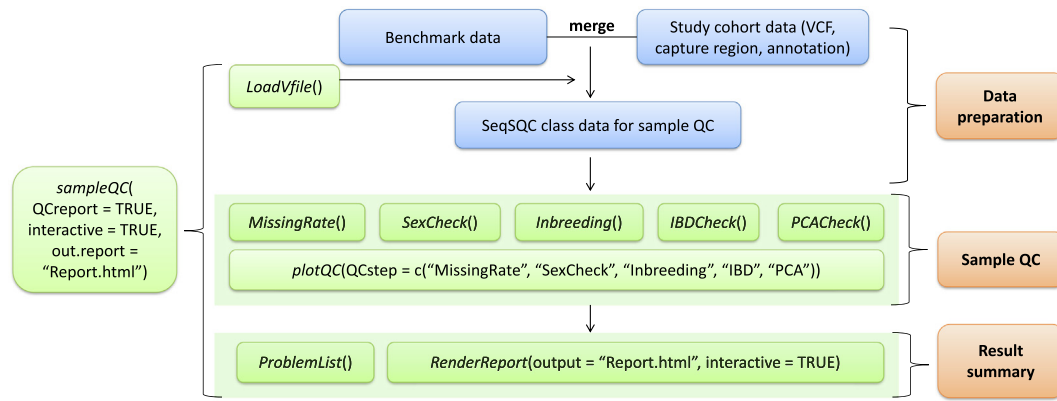 Benchmark data
merge
Study cohort data (VCF,
capture region, annotation)
LoadVfile()
SeqSQC class data for sample QC
Data
preparation
sampleQC(
QCreport = TRUE,
interactive = TRUE,
out.report =
“Report.html”)
MissingRate()
SexCheck()
Inbreeding()
IBDCheck()
PCACheck()
plotQC(QCstep = c(“MissingRate”, “SexCheck”, “Inbreeding”, “IBD”, “PCA”))
Sample QC
ProblemList()
RenderReport(output = “Report.html”, interactive = TRUE)
Result
summary